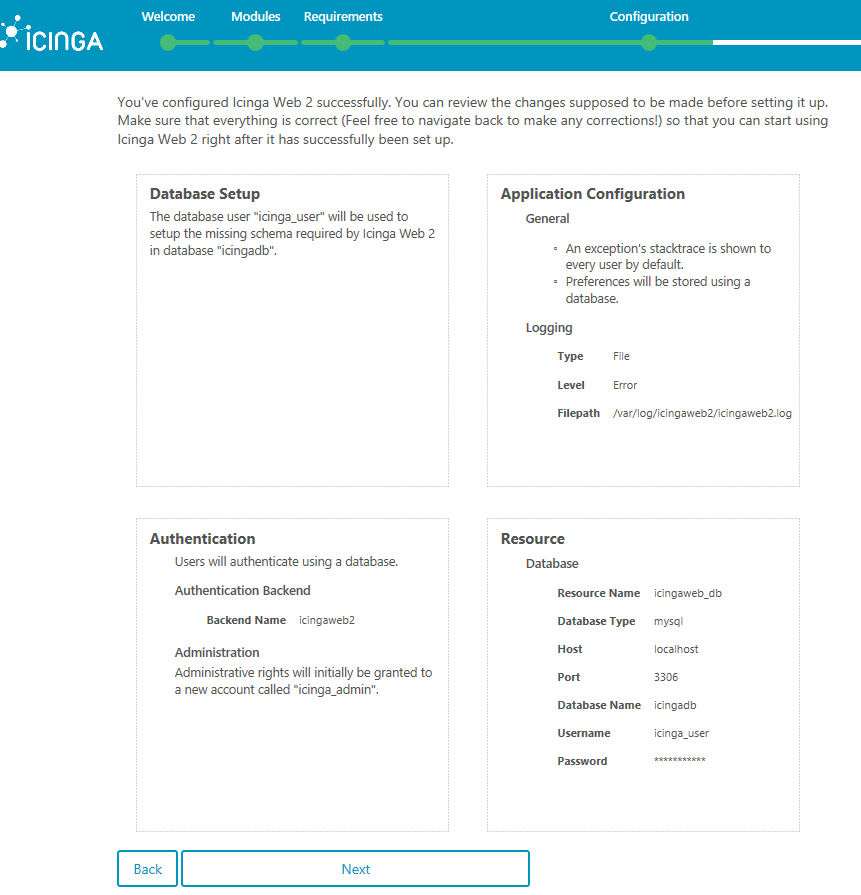 Welcome Modules Requirements Configuration
ICINGA
You've configured Icinga Web 2 successfully. You can review the changes supposed to be made before setting it up.
Make sure that everything is correct (Feel free to navigate back to make any corrections!) so that you can start using
Icinga Web 2 right after it has successfully been set up.
Database Setup
The database user "icinga_user" will be used to
setup the missing schema required by Icinga Web 2
in database "icingadb".
Application Configuration
General
◦ An exception's stacktrace is shown to
every user by default.
◦ Preferences will be stored using a
database.
Logging
Type File
Level Error
Filepath /var/log/icingaweb2/icingaweb2.log
Authentication
Users will authenticate using a database.
Authentication Backend
Backend Name icingaweb2
Administration
Administrative rights will initially be granted to
a new account called "icinga_admin".
Resource
Database
Resource Name icingaweb_db
Database Type mysql
Host localhost
Port 3306
Database Name icingadb
Username icinga_user
Password ***********
Back Next